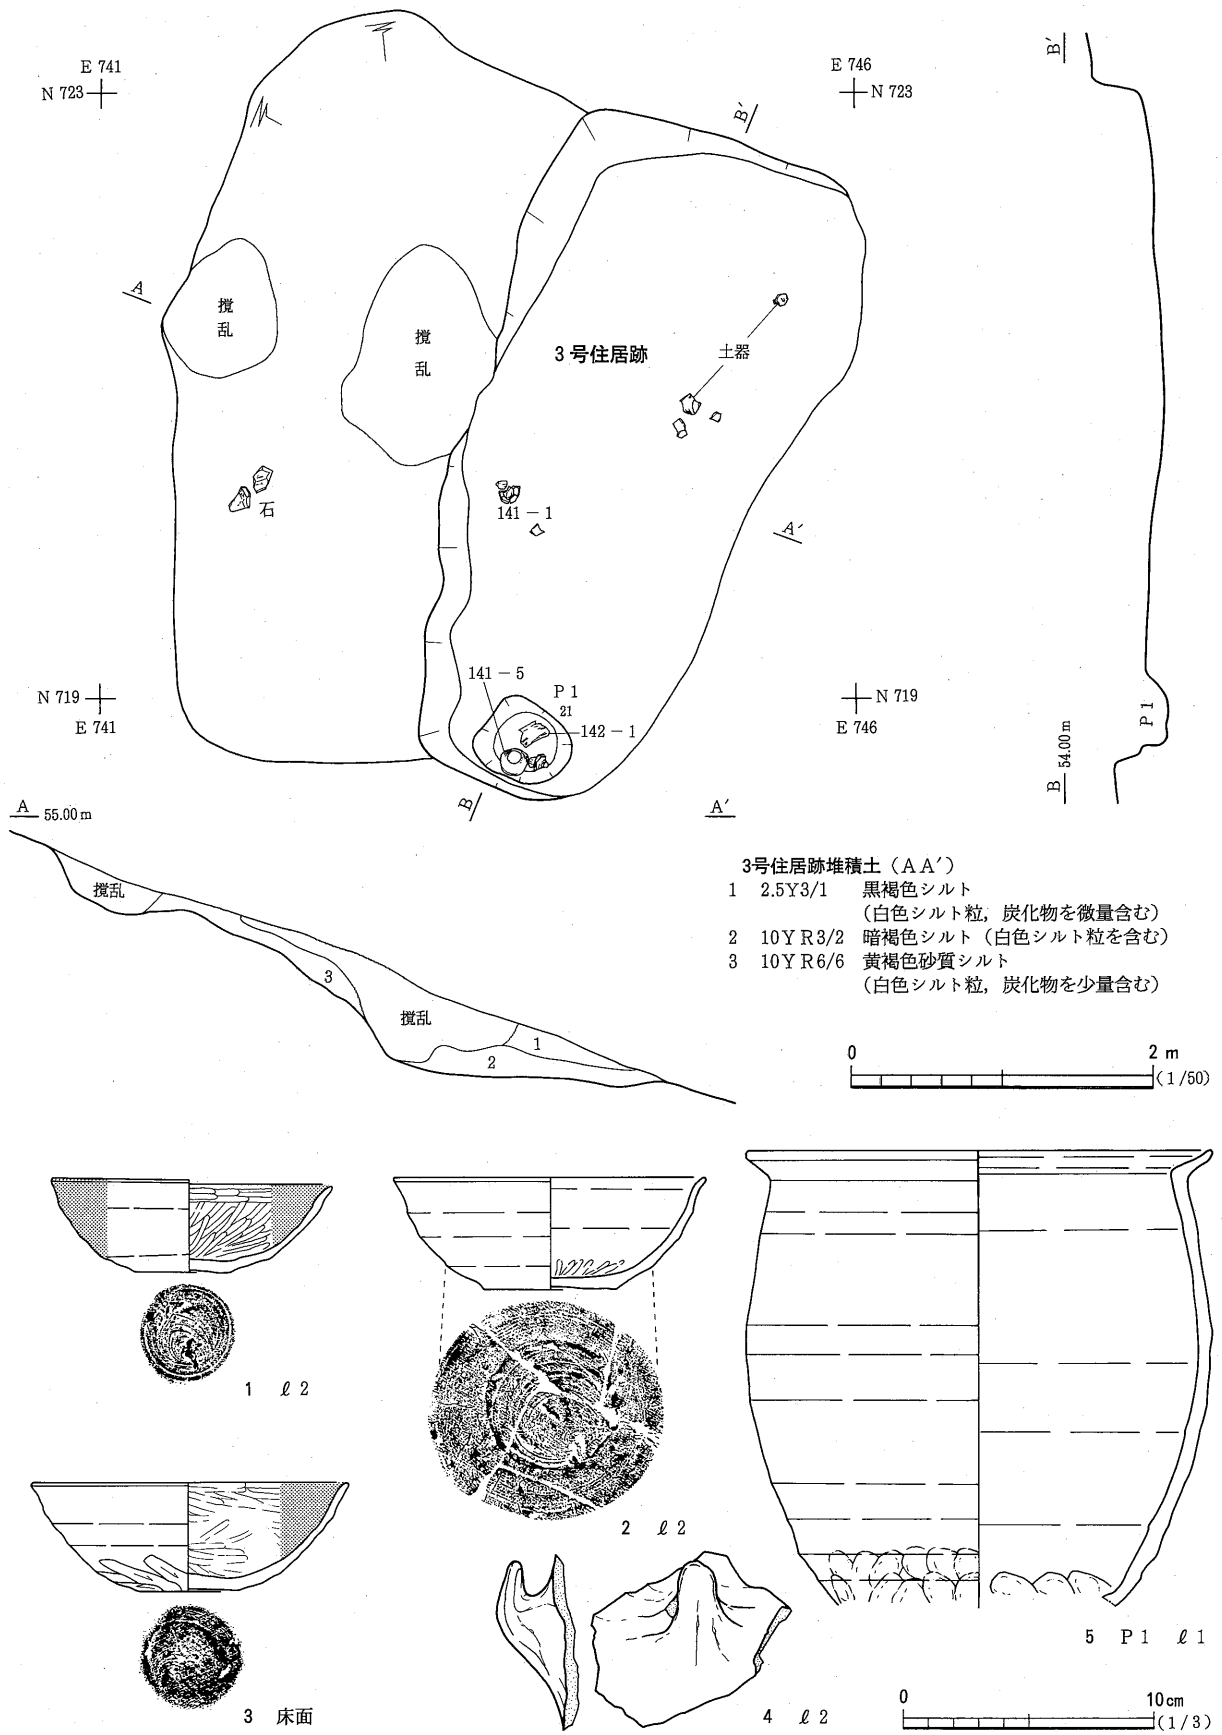 E 741
N 723
E 746
N 723
B′
B′
A
撹乱
撹乱
3号住居跡
土器
石
141－1
A′
141－5
P 1
21
142－1
N 719
E 741
N 719
E 746
P 1
B 54.00m
B
A 55.00m
A′
撹乱
3
撹乱
1
2
3号住居跡堆積土（AA′）
1 2.5Y3/1 黒褐色シルト
（白色シルト粒，炭化物を微量含む）
2 10YR3/2 暗褐色シルト（白色シルト粒を含む）
3 10YR6/6 黄褐色砂質シルト
（白色シルト粒，炭化物を少量含む）
0 2 m
(1/50)
1 ℓ2
2 ℓ2
3 床面
4 ℓ2
5 P1 ℓ1
0 10cm
(1/3)